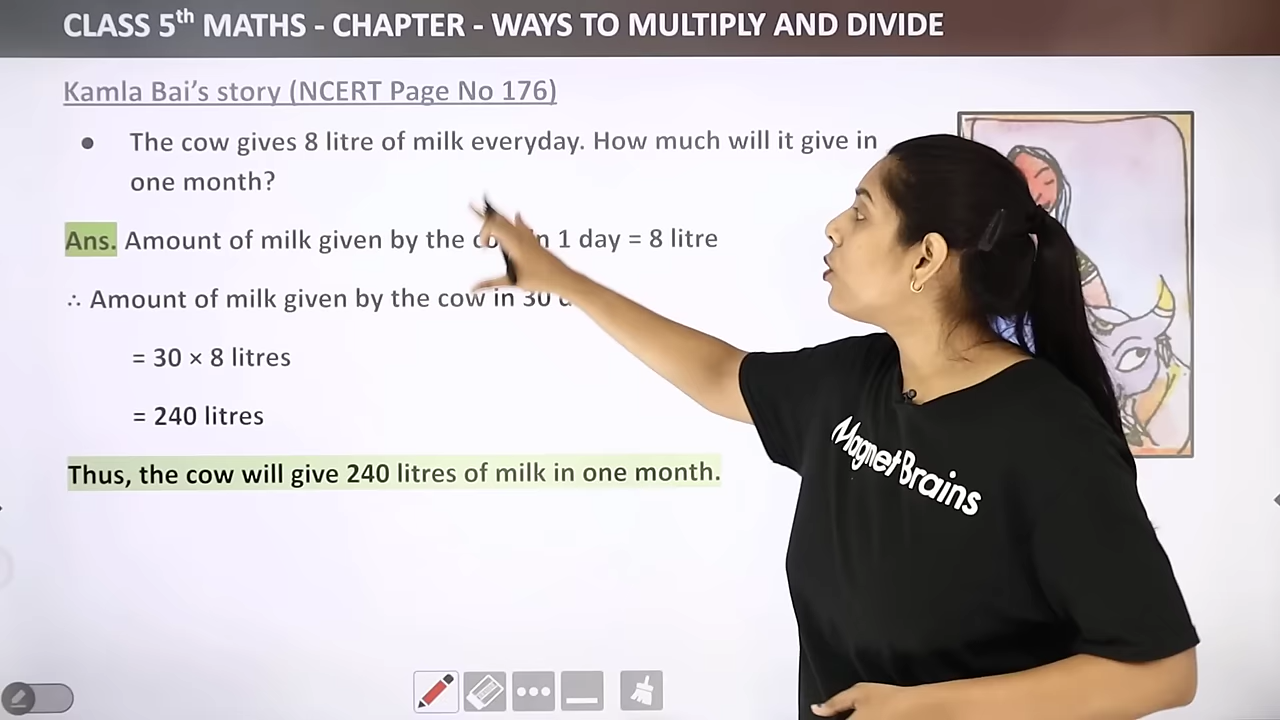 CLASS 5th MATHS - CHAPTER - WAYS TO MULTIPLY AND DIVIDE
Kamla Bai's story (NCERT Page No 176)
● The cow gives 8 litre of milk everyday. How much will it give in
one month?
Ans. Amount of milk given by the in 1 day = 8 litre
∴ Amount of milk given by the cow in 30
= 30 × 8 litres
= 240 litres
Thus, the cow will give 240 litres of milk in one month.
Magnet Brains